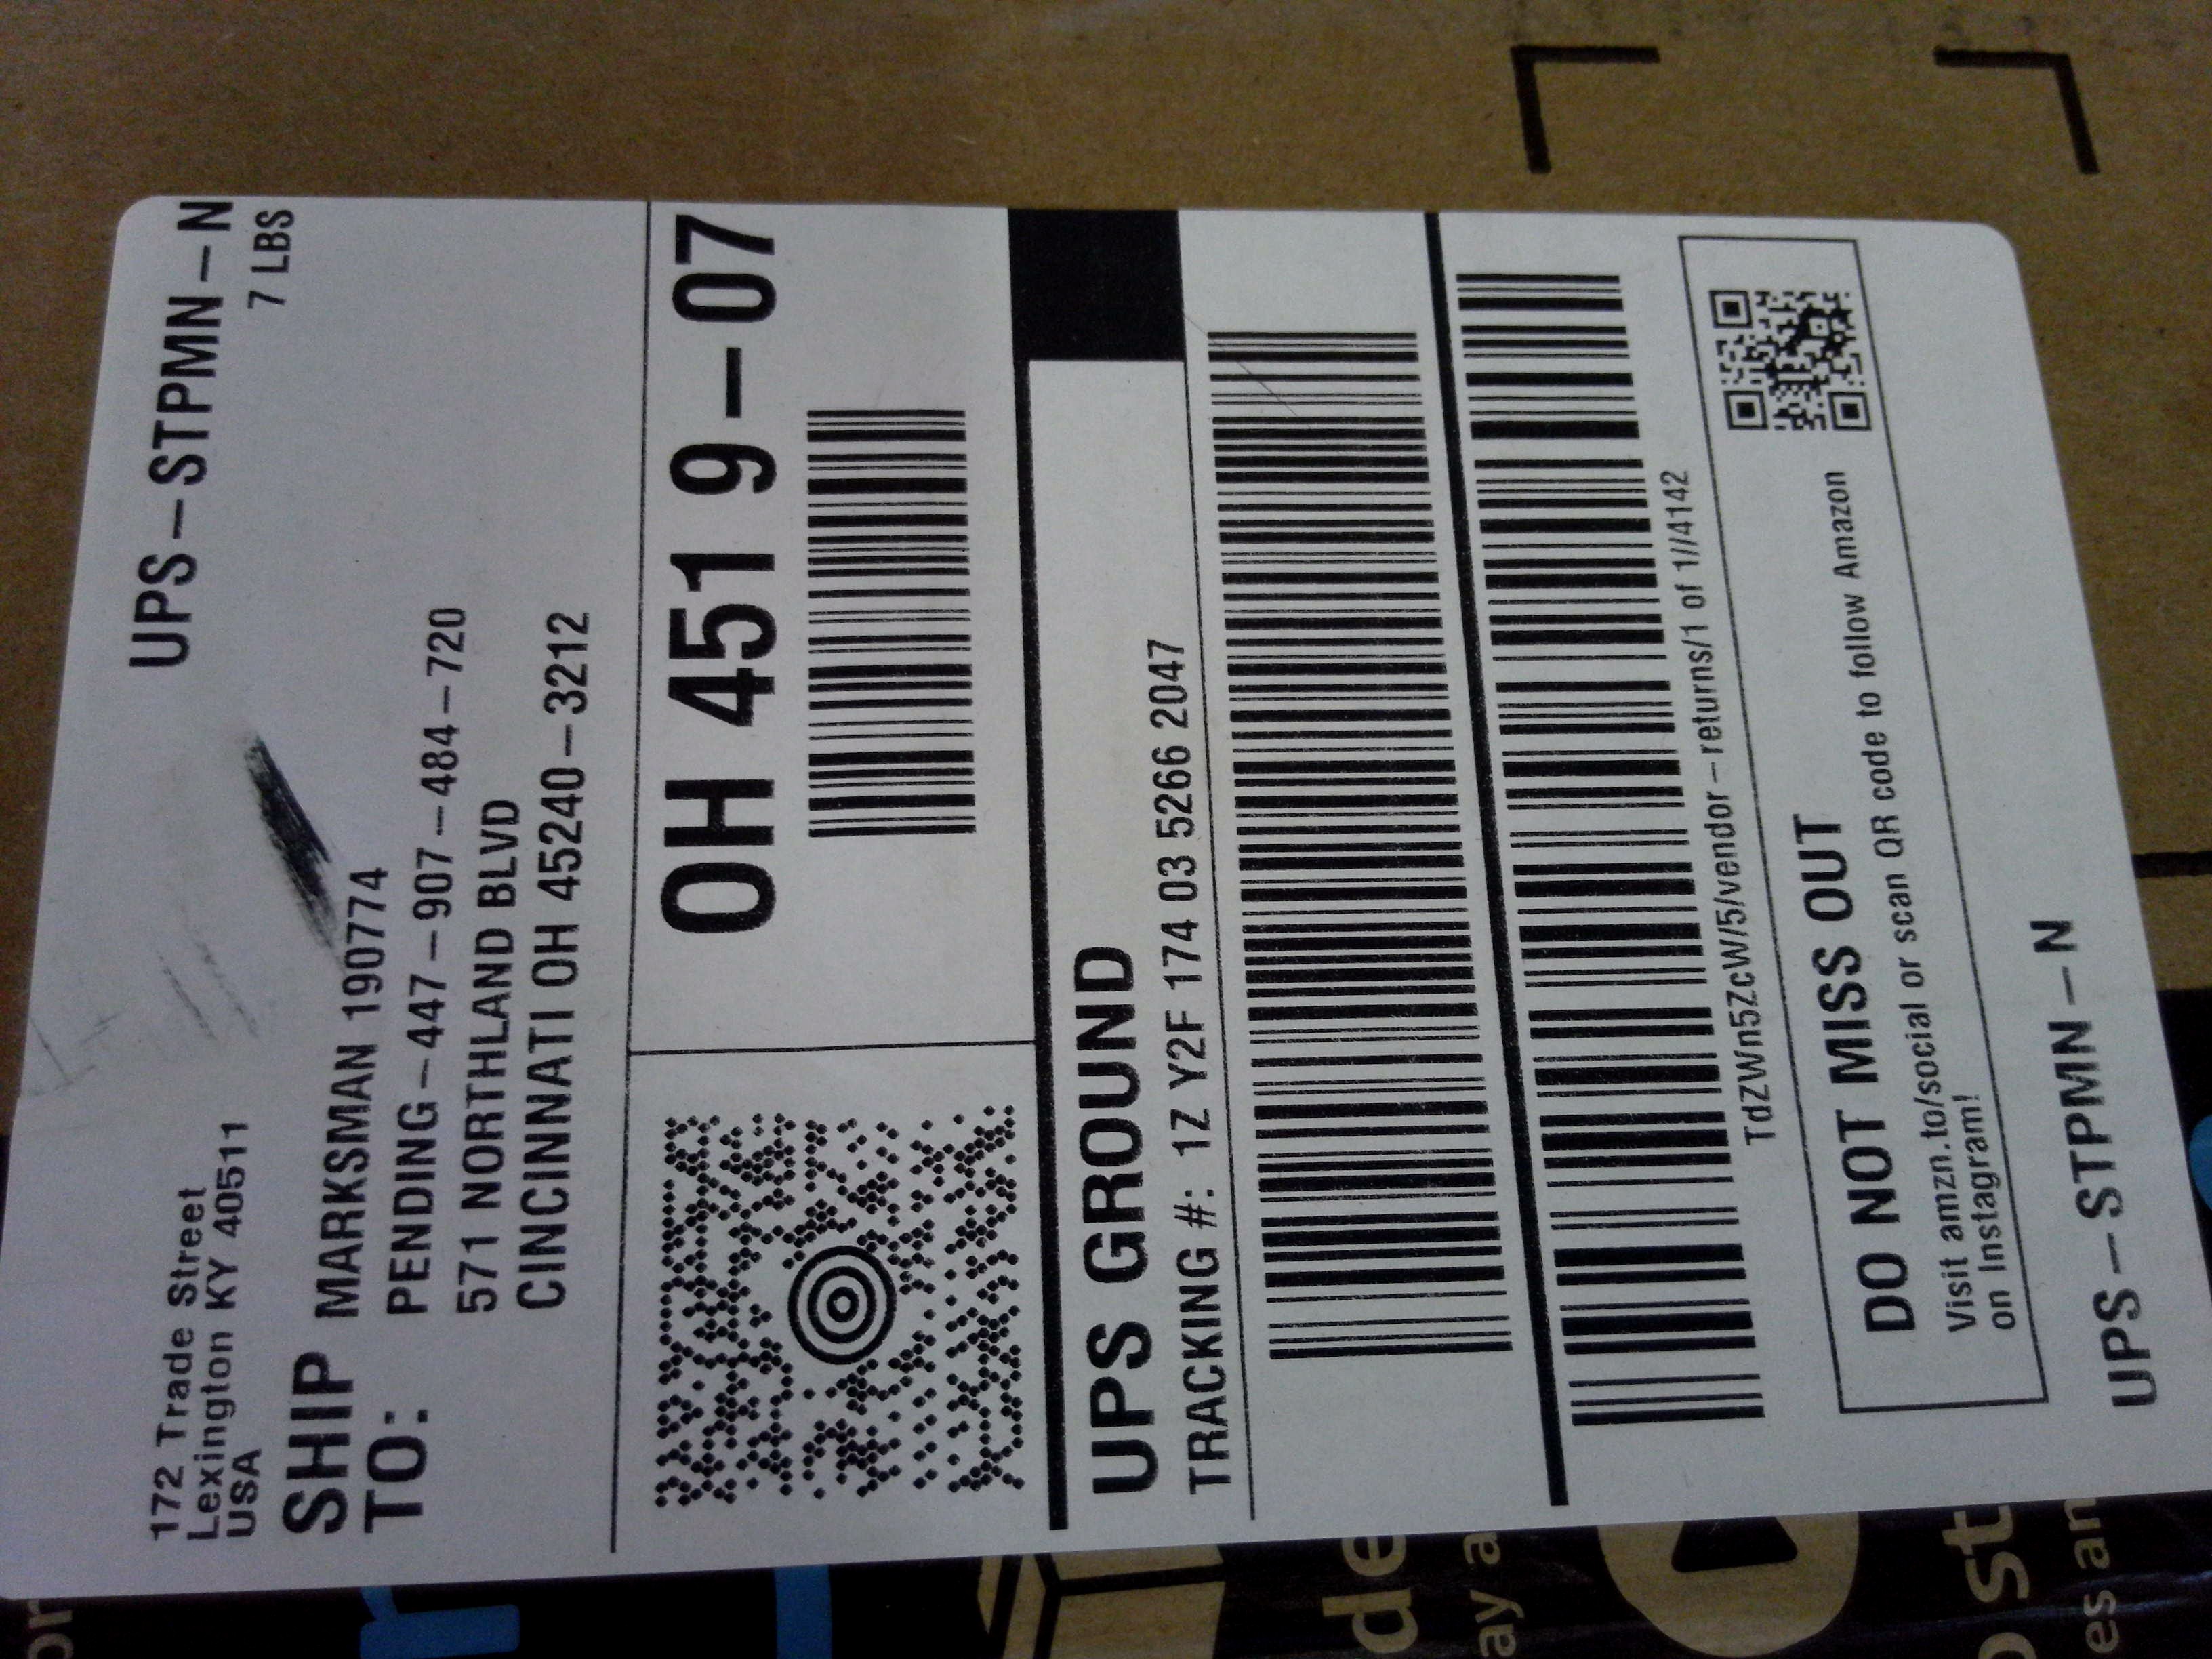 172 Trade Street
Lexington KY 40511
USA
UPS-STPMN-N
7 LBS
SHIP
TO:
MARKSMAN 190774
PENDING-447-907-484-720
571 NORTHLAND BLVD
CINCINNATI OH 45240-3212
OH 451 9-07
UPS GROUND
TRACKING #: 1Z Y2F 174 03 5266 2047
TdZWn5ZcW/5/vendor-returns/1 of 1//4142
DO NOT MISS OUT
Visit amzn.to/social or scan QR code to follow Amazon
on Instagram!
UPS-STPMN-N